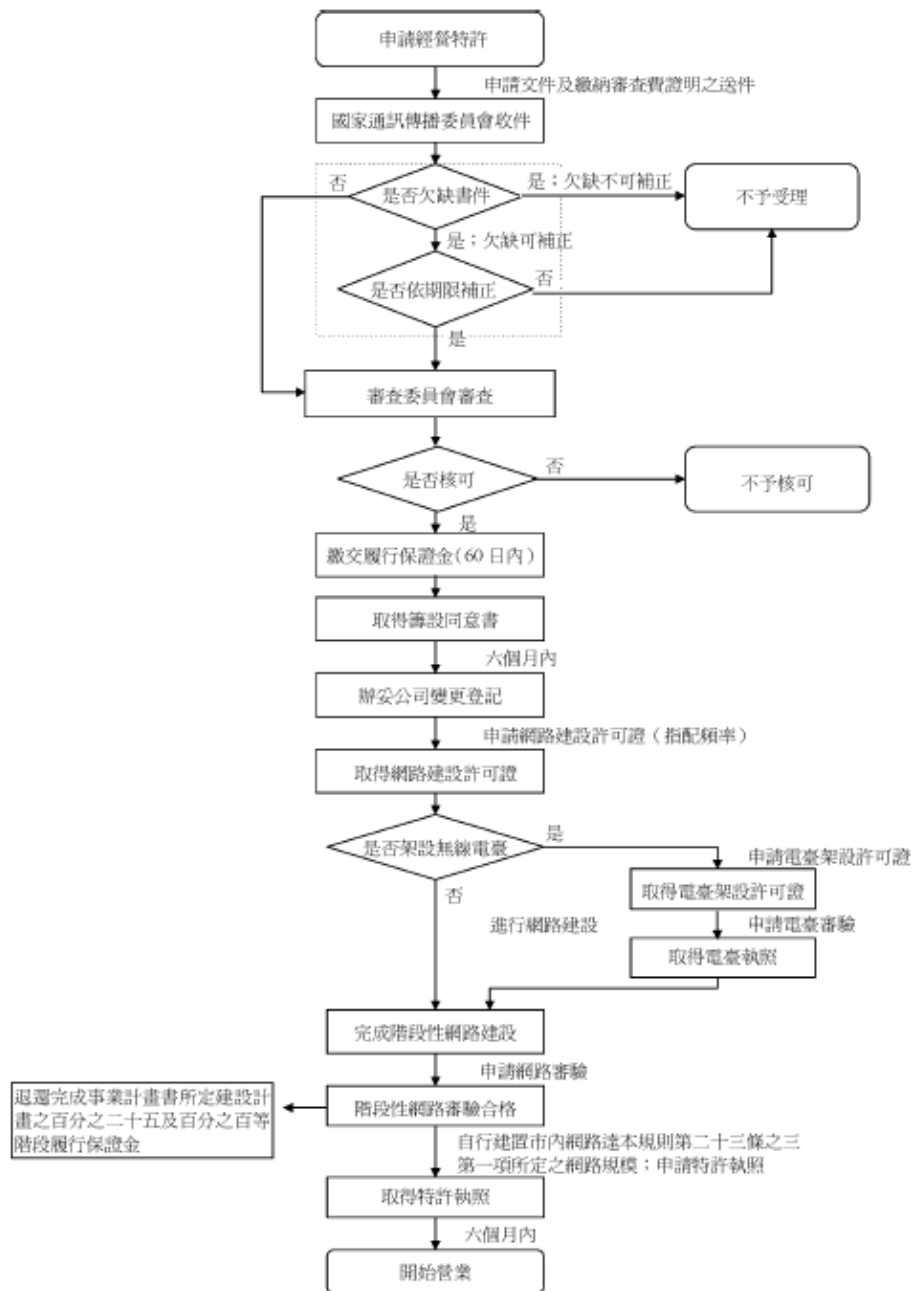 申請經營特許
申請文件及繳納審查費證明之送件
國家通訊傳播委員會收件
否
是否欠缺書件
是；欠缺不可補正
不予受理
是；欠缺可補正
是否依期限補正
否
是
審查委員會審查
是否核可
否
不予核可
是
繳交履行保證金(60 日內)
取得籌設同意書
六個月內
辦妥公司變更登記
申請網路建設許可證（指配頻率）
取得網路建設許可證
是否架設無線電臺
是
申請電臺架設許可證
否
取得電臺架設許可證
進行網路建設
申請電臺審驗
取得電臺執照
完成階段性網路建設
申請網路審驗
退還完成事業計畫書所定建設計
畫之百分之二十五及百分之百等
階段履行保證金
階段性網路審驗合格
自行建置市內網路達本規則第二十三條之三
第一項所定之網路規模；申請特許執照
取得特許執照
六個月內
開始營業